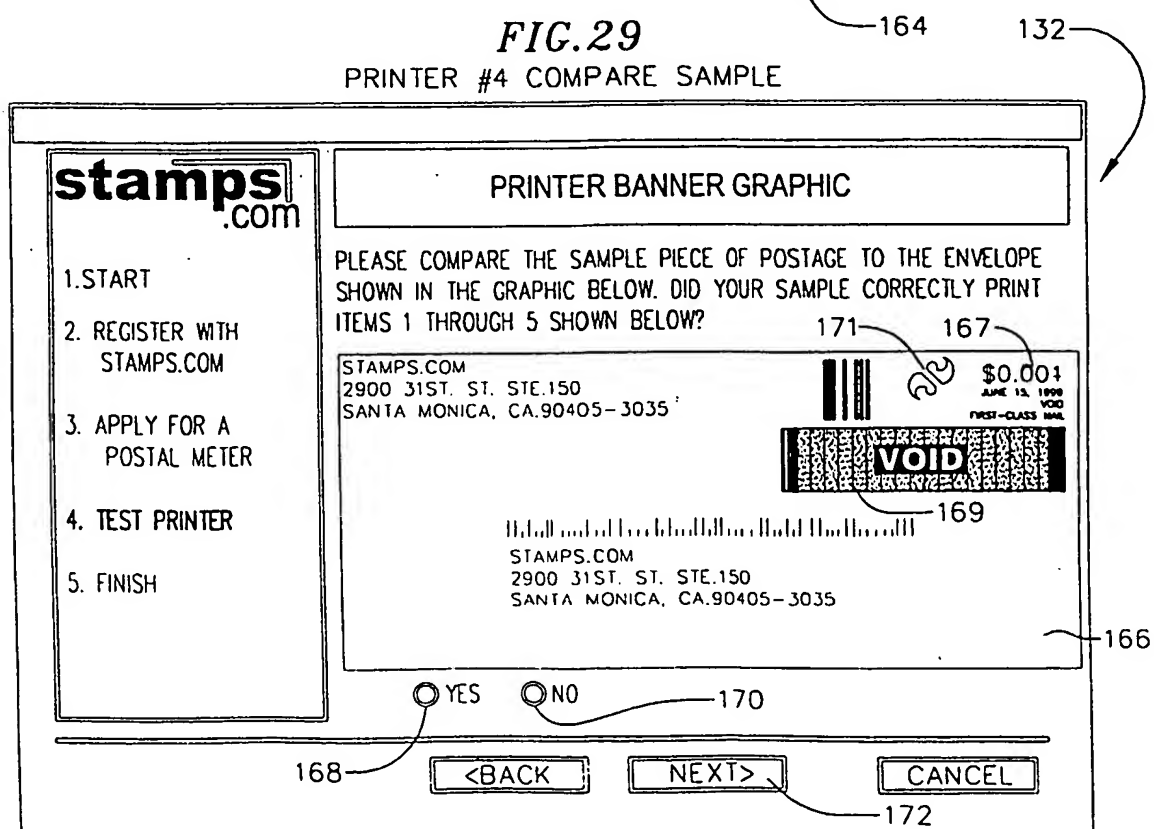 164
132
FIG.29
PRINTER #4 COMPARE SAMPLE
stamps
.com
PRINTER BANNER GRAPHIC
1.START
2. REGISTER WITH
STAMPS.COM
3. APPLY FOR A
POSTAL METER
4. TEST PRINTER
5. FINISH
PLEASE COMPARE THE SAMPLE PIECE OF POSTAGE TO THE ENVELOPE
SHOWN IN THE GRAPHIC BELOW. DID YOUR SAMPLE CORRECTLY PRINT
ITEMS 1 THROUGH 5 SHOWN BELOW?
171
167
STAMPS.COM
2900 31ST. ST. STE.150
SANTA MONICA, CA.90405-3035
$0.00
JUNE 15,
VOID
FIRST-CLASS MAIL
VOID
169
STAMPS.COM
2900 31ST. ST. STE.150
SANTA MONICA, CA.90405-3035
166
YES
NO
170
168
<BACK
NEXT>
CANCEL
172